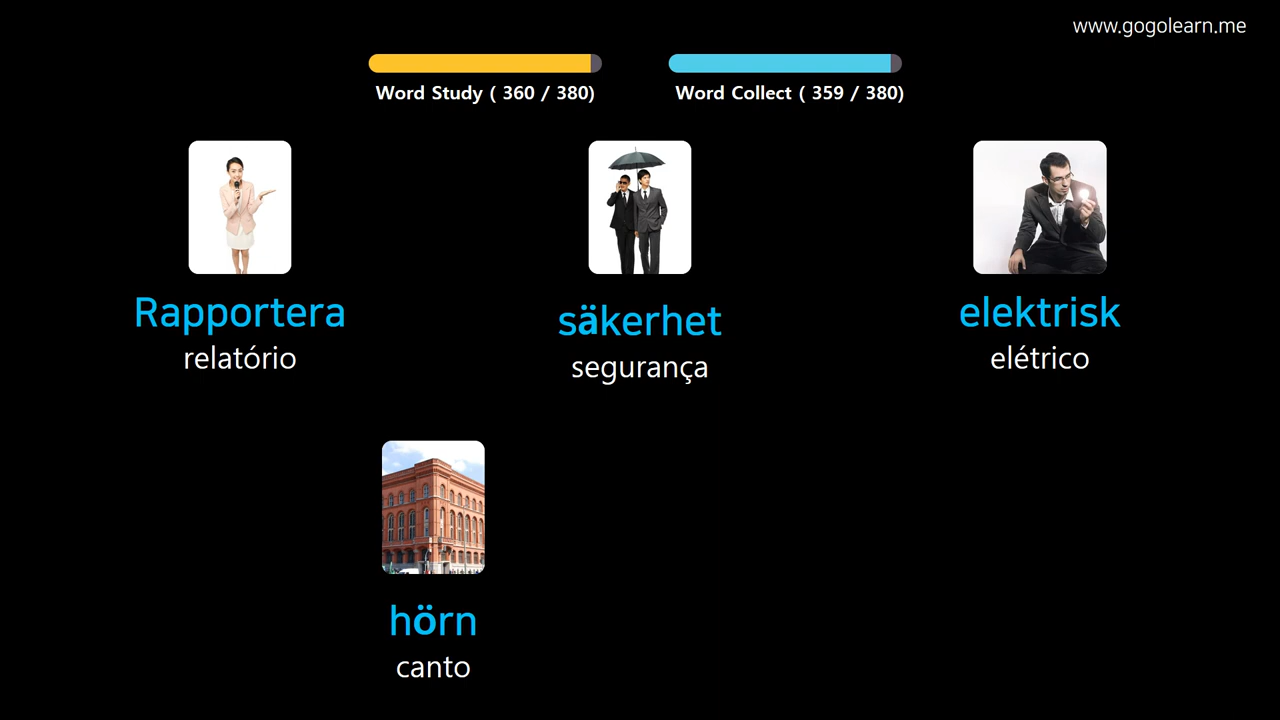 www.gogolearn.me
Word Study ( 360 / 380)
Word Collect ( 359 / 380)
Rapportera
relatório
säkerhet
segurança
elektrisk
elétrico
hörn
canto